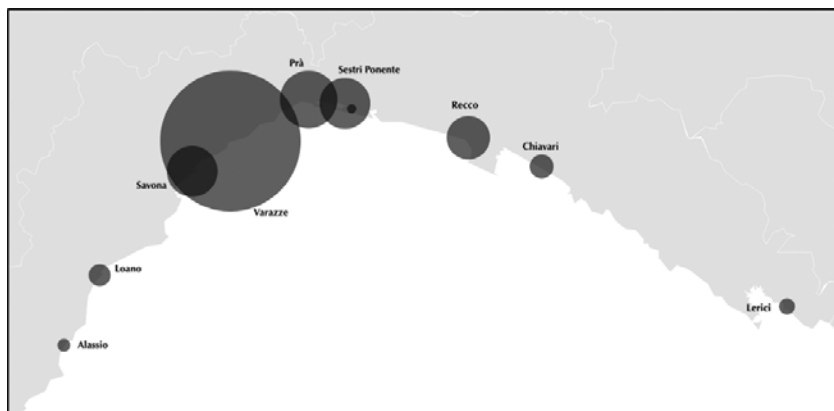 Prà
Sestri Ponente
Recco
Chiavari
Savona
Varazze
Loano
Lerici
Alassio